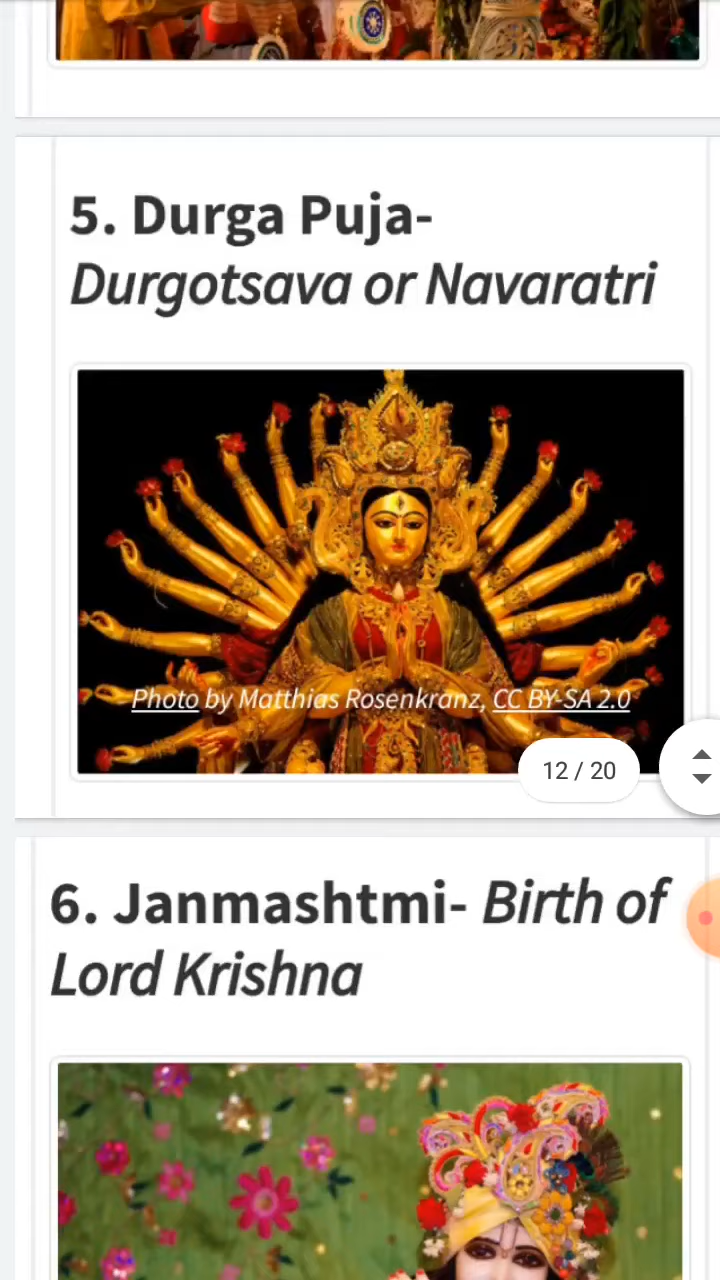 5. Durga Puja-
Durgotsava or Navaratri
Photo by Matthias Rosenkranz, CC BY-SA 2.0
12 / 20
6. Janmashtmi- Birth of
Lord Krishna